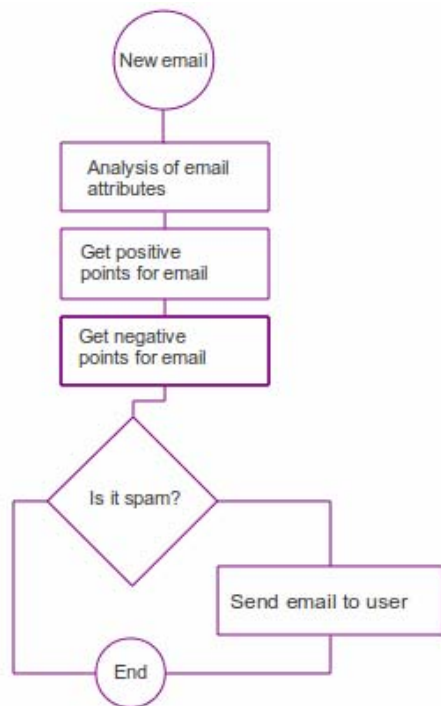 New email
Analysis of email
attributes
Get positive
points for email
Get negative
points for email
Is it spam?
Send email to user
End